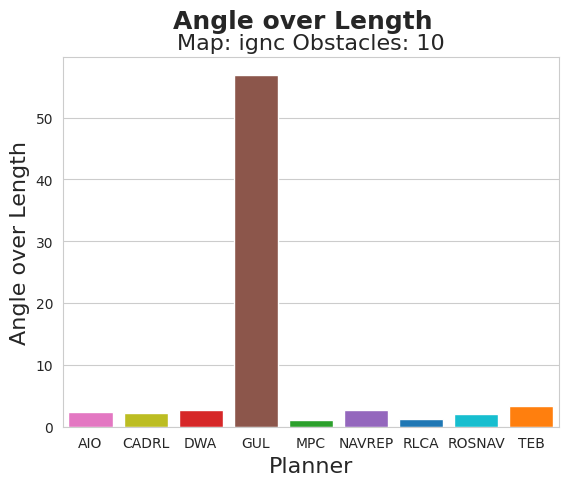 Angle over Length
Map: ignc Obstacles: 10
Angle over Length
50
40
30
20
10
0
AIO CADRL DWA GUL MPC NAVREP RLCA ROSNAV TEB
Planner